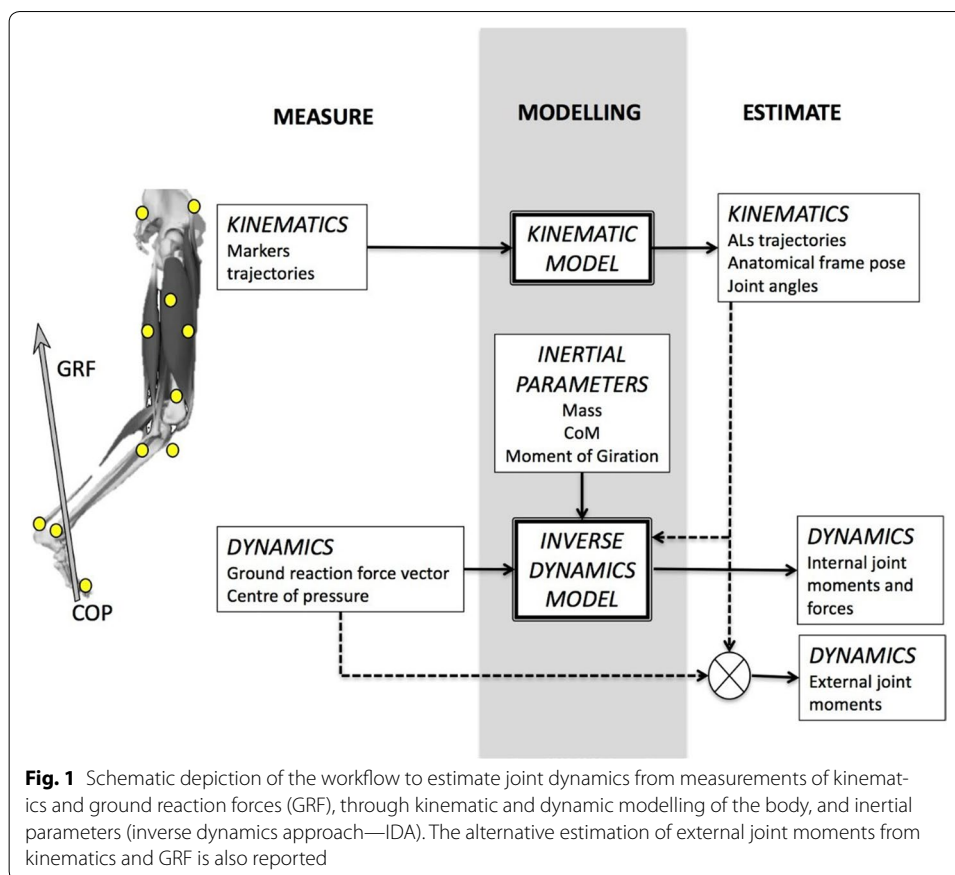 MEASURE
MODELLING
ESTIMATE
KINEMATICS
Markers
trajectories
KINEMATIC
MODEL
KINEMATICS
ALs trajectories
Anatomical frame pose
Joint angles
GRF
INERTIAL
PARAMETERS
Mass
CoM
Moment of Giration
DYNAMICS
Ground reaction force vector
Centre of pressure
INVERSE
DYNAMICS
MODEL
DYNAMICS
Internal joint
moments and
forces
COP
DYNAMICS
External joint
moments
Fig. 1 Schematic depiction of the workflow to estimate joint dynamics from measurements of kinemat-
ics and ground reaction forces (GRF), through kinematic and dynamic modelling of the body, and inertial
parameters (inverse dynamics approach—IDA). The alternative estimation of external joint moments from
kinematics and GRF is also reported